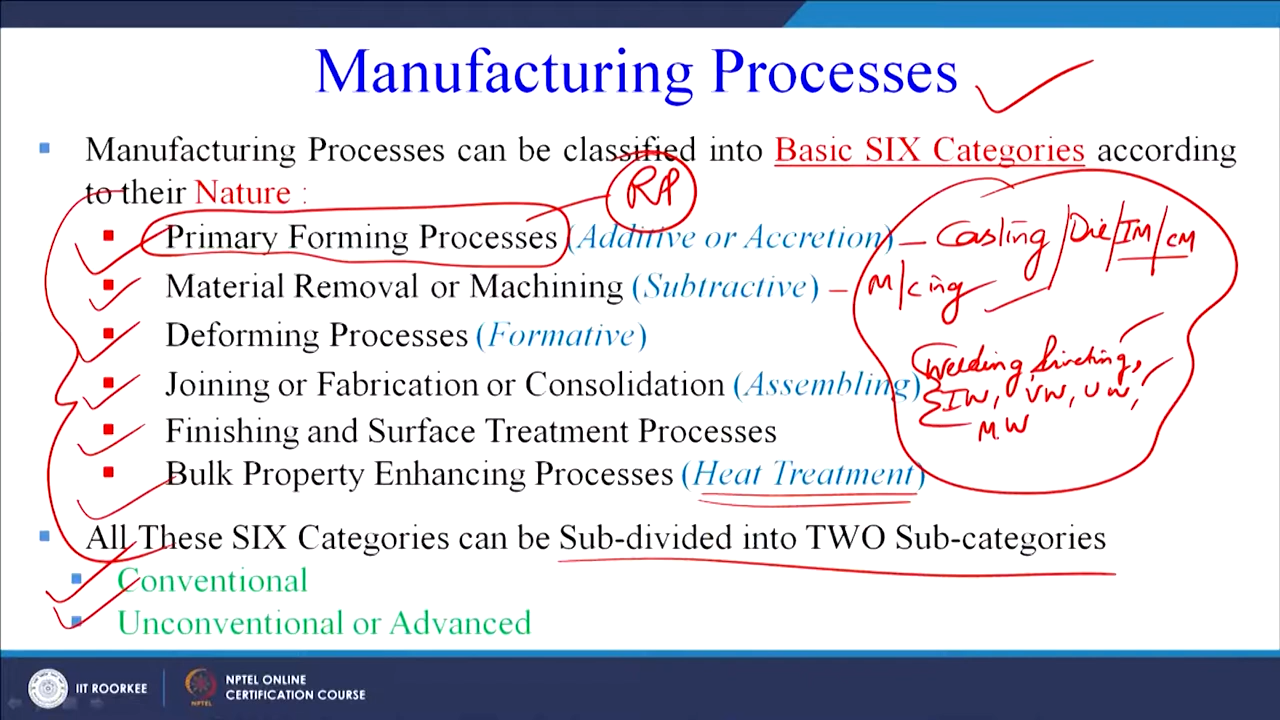 Manufacturing Processes
Manufacturing Processes can be classified into Basic SIX Categories according
to their Nature :
RP
Primary Forming Processes (Additive or Accretion) – Casting/Die/IM/CM
Material Removal or Machining (Subtractive) – M/cing
Deforming Processes (Formative)
Welding, riveting,
Joining or Fabrication or Consolidation (Assembling)
IW, VW, UW,
MW
Finishing and Surface Treatment Processes
Bulk Property Enhancing Processes (Heat Treatment)
All These SIX Categories can be Sub-divided into TWO Sub-categories
Conventional
Unconventional or Advanced
IIT ROORKEE
NPTEL
NPTEL ONLINE
CERTIFICATION COURSE